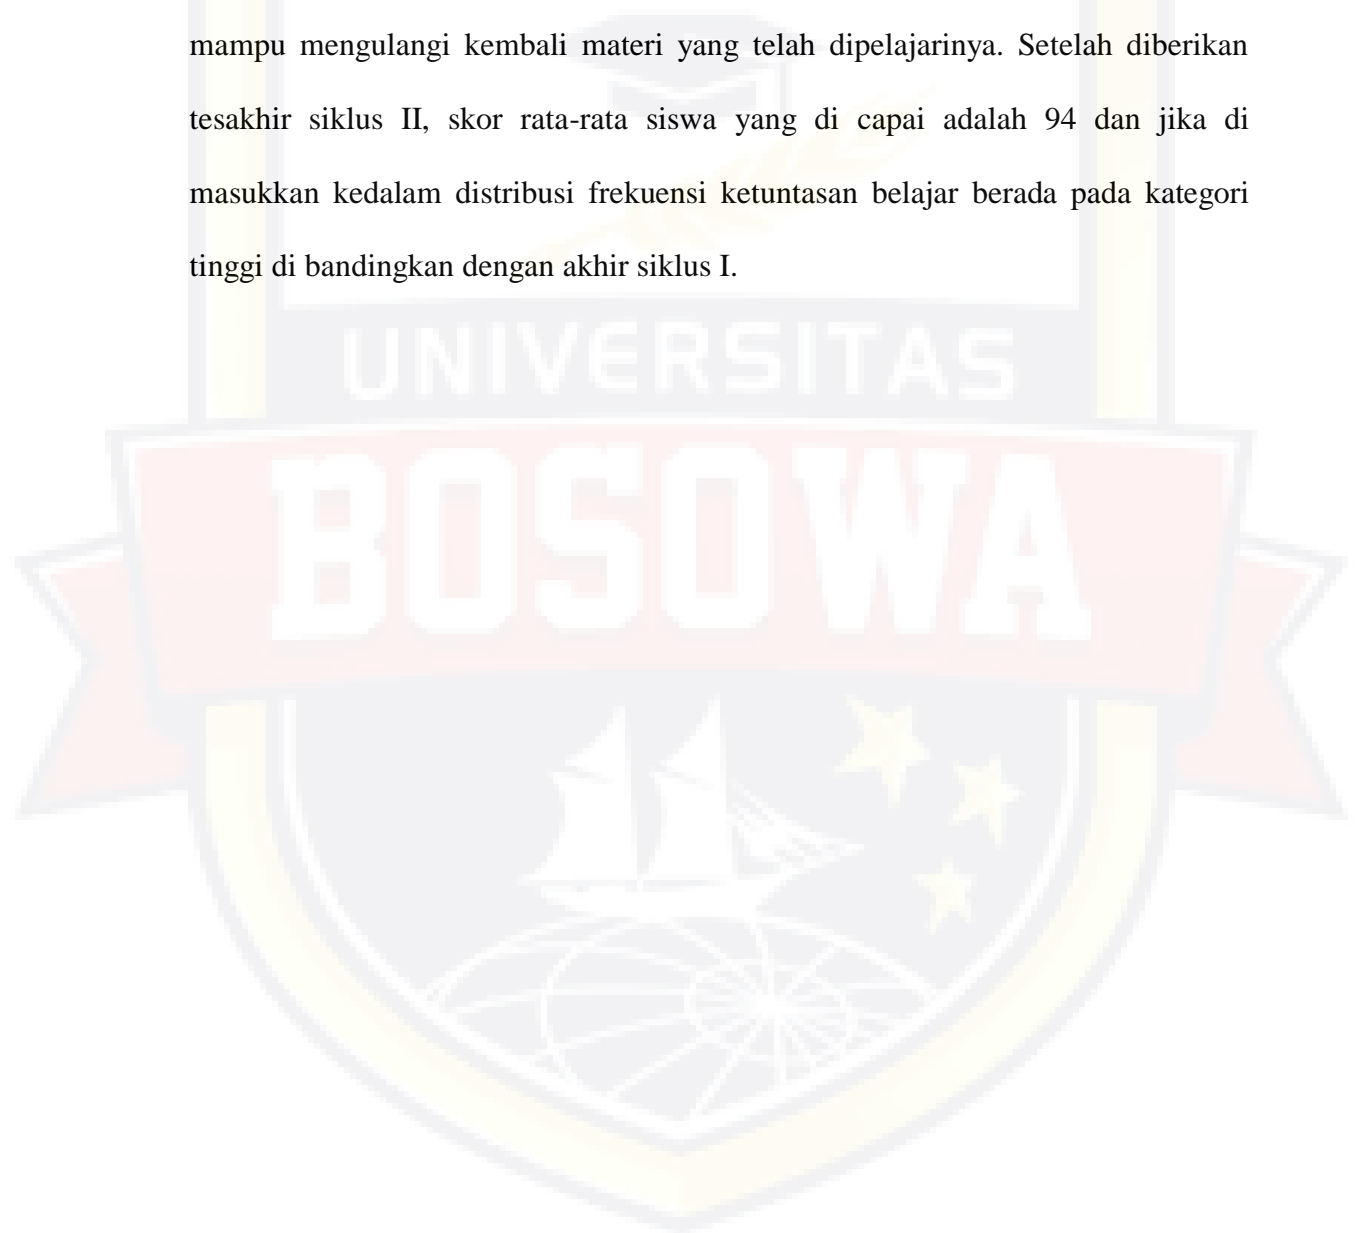 mampu mengulangi kembali materi yang telah dipelajarinya. Setelah diberikan
tesakhir siklus II, skor rata-rata siswa yang di capai adalah 94 dan jika di
masukkan kedalam distribusi frekuensi ketuntasan belajar berada pada kategori
tinggi di bandingkan dengan akhir siklus I.
UNIVERSITAS
BOSOWA